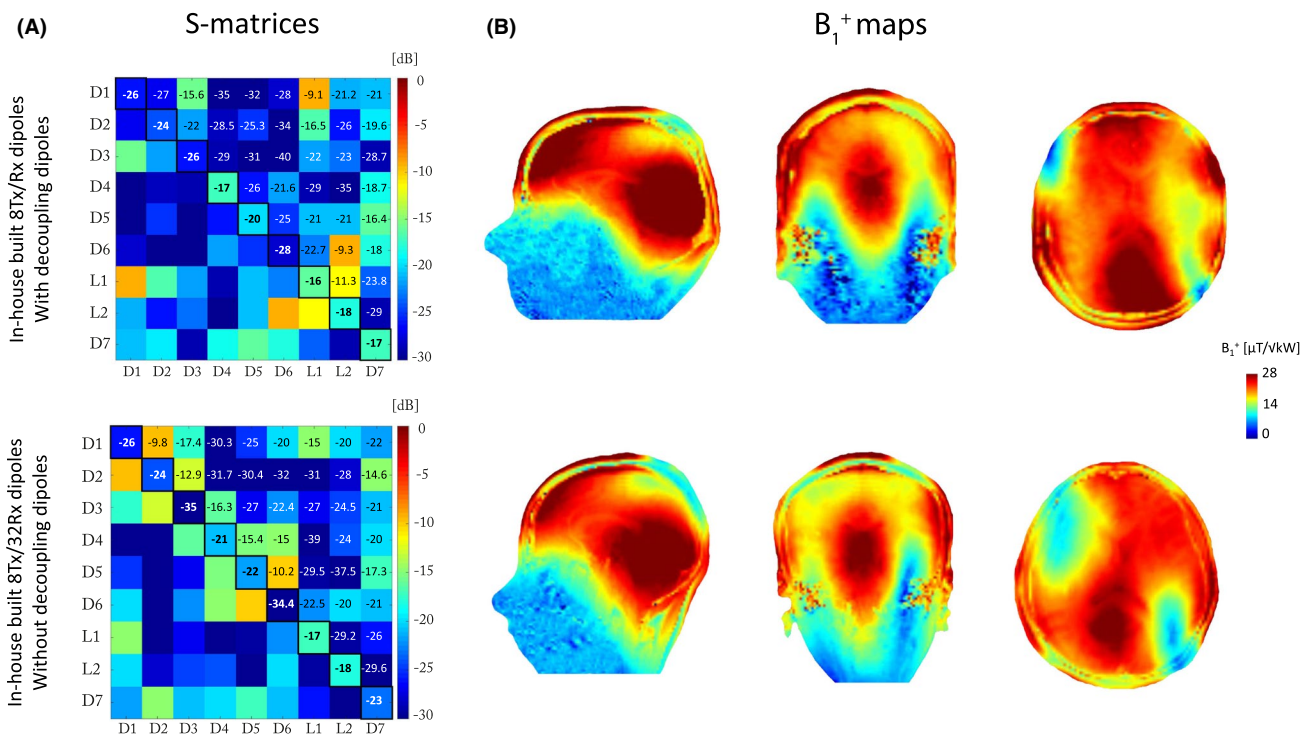 (A)
S-matrices
(B)
B1+ maps
In-house built 8Tx/Rx dipoles
With decoupling dipoles
[dB]
D1 -26 -27 -15.6 -35 -32 -28 -9.1 -21.2 -21
D2 -24 -22 -28.5 -25.3 -34 -16.5 -26 -19.6
D3 -26 -29 -31 -40 -22 -23 -28.7
D4 -17 -26 -21.6 -29 -35 -18.7
D5 -20 -25 -21 -21 -16.4
D6 -28 -22.7 -9.3 -18
L1 -16 -11.3 -23.8
L2 -18 -29
D7 -17
D1 D2 D3 D4 D5 D6 L1 L2 D7
0
-5
-10
-15
-20
-25
-30
B1+ [µT/√kW]
28
14
0
In-house built 8Tx/32Rx dipoles
Without decoupling dipoles
[dB]
D1 -26 -9.8 -17.4 -30.3 -25 -20 -15 -20 -22
D2 -24 -12.9 -31.7 -30.4 -32 -31 -28 -14.6
D3 -35 -16.3 -27 -22.4 -27 -24.5 -21
D4 -21 -15.4 -15 -39 -24 -20
D5 -22 -10.2 -29.5 -37.5 -17.3
D6 -34.4 -22.5 -20 -21
L1 -17 -29.2 -26
L2 -18 -29.6
D7 -23
D1 D2 D3 D4 D5 D6 L1 L2 D7
0
-5
-10
-15
-20
-25
-30